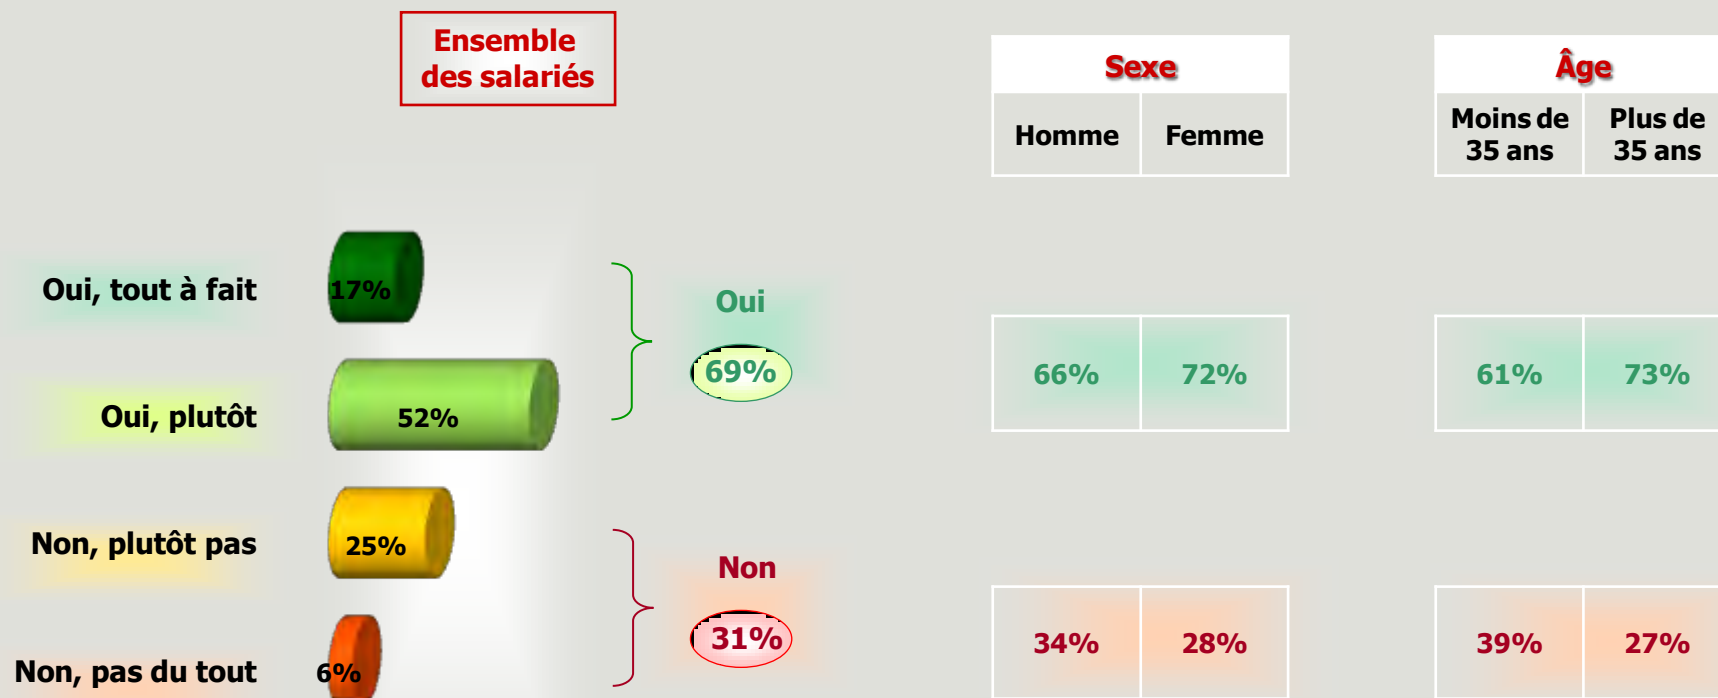 Ensemble
des salariés
Sexe
Âge
Homme
Femme
Moins de
35 ans
Plus de
35 ans
Oui, tout à fait
17%
Oui, plutôt
52%
Oui
69%
66%
72%
61%
73%
Non, plutôt pas
25%
Non, pas du tout
6%
Non
31%
34%
28%
39%
27%